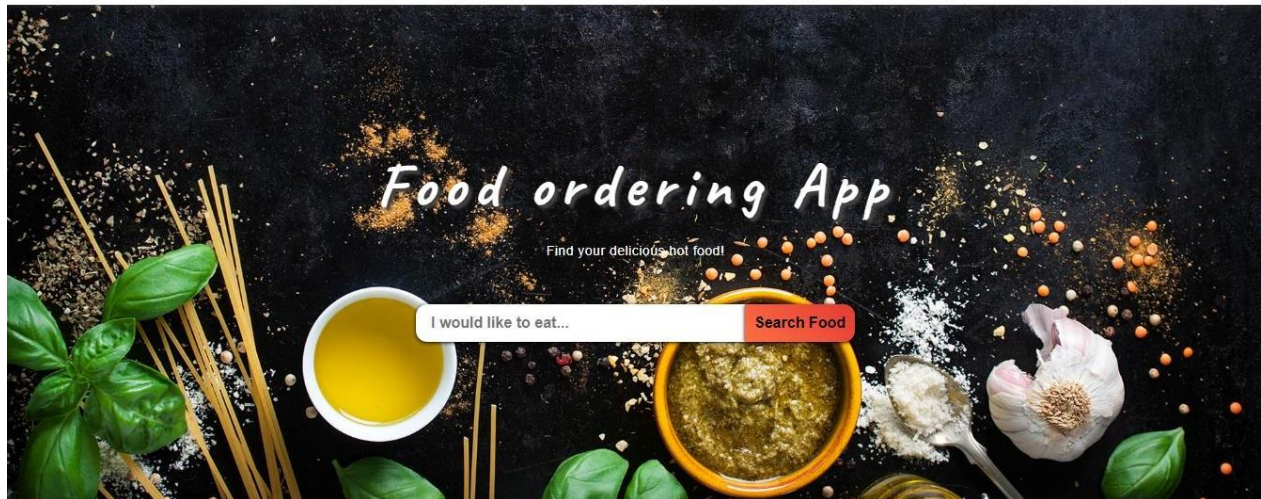 Food ordering App
Find your delicious hot food!
I would like to eat...
Search Food